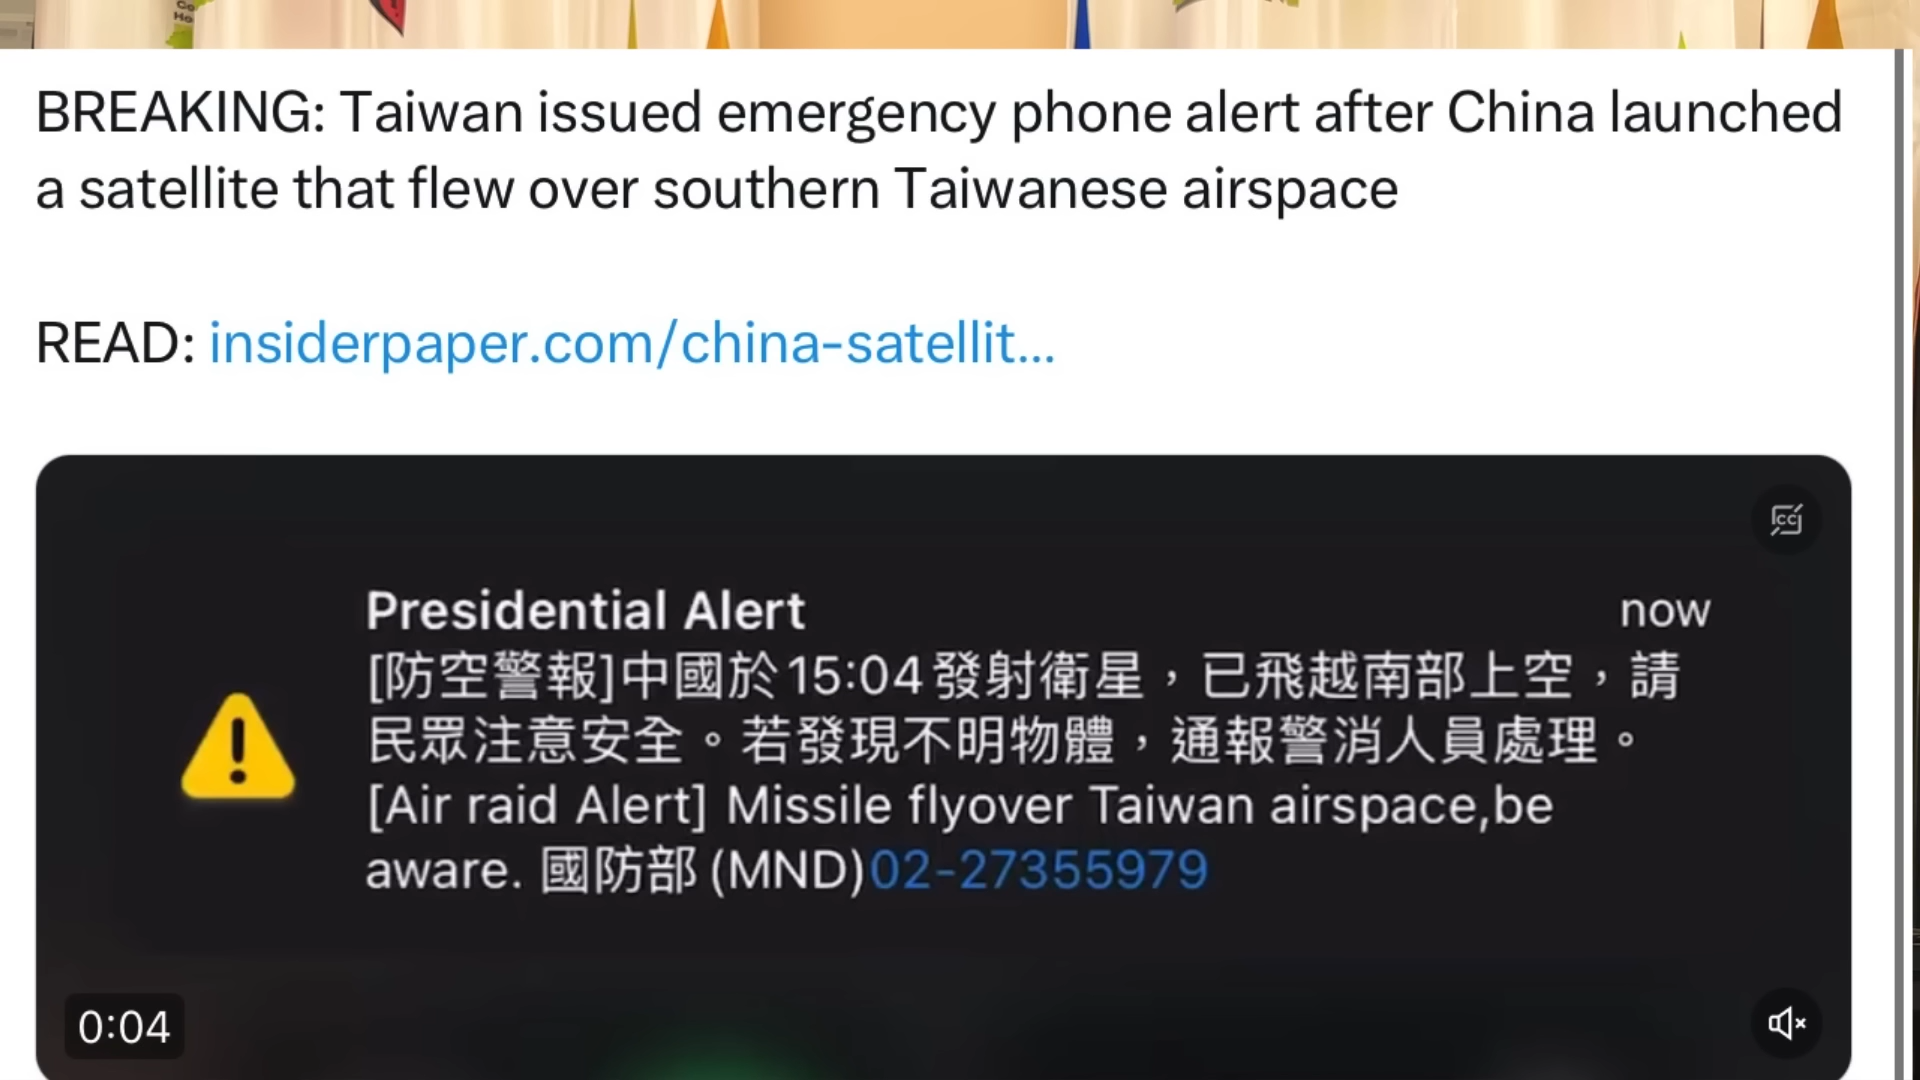 Co
Ho
BREAKING: Taiwan issued emergency phone alert after China launched
a satellite that flew over southern Taiwanese airspace
READ: insiderpaper.com/china-satellit...
CC
Presidential Alert
now
[防空警報]中國於15:04發射衛星，已飛越南部上空，請
民眾注意安全。若發現不明物體，通報警消人員處理。
[Air raid Alert] Missile flyover Taiwan airspace,be
aware. 國防部 (MND)02-27355979
0:04